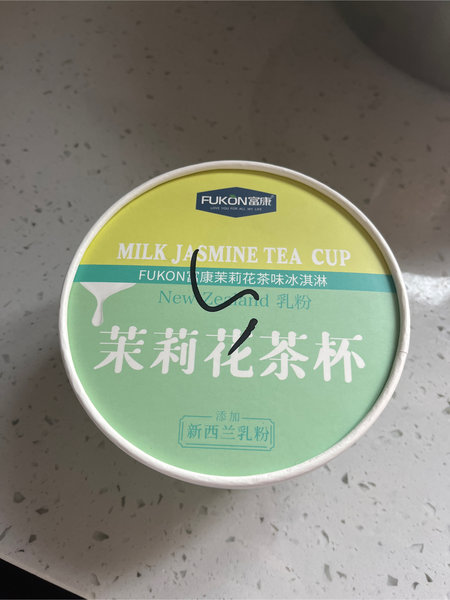 FUKON富康
LOVE YOU FOR ALL MY LIFE
MILK JASMINE TEA CUP
FUKON富康茉莉花茶味冰淇淋
New Zealand 乳粉
茉莉花茶杯
添加
新西兰乳粉